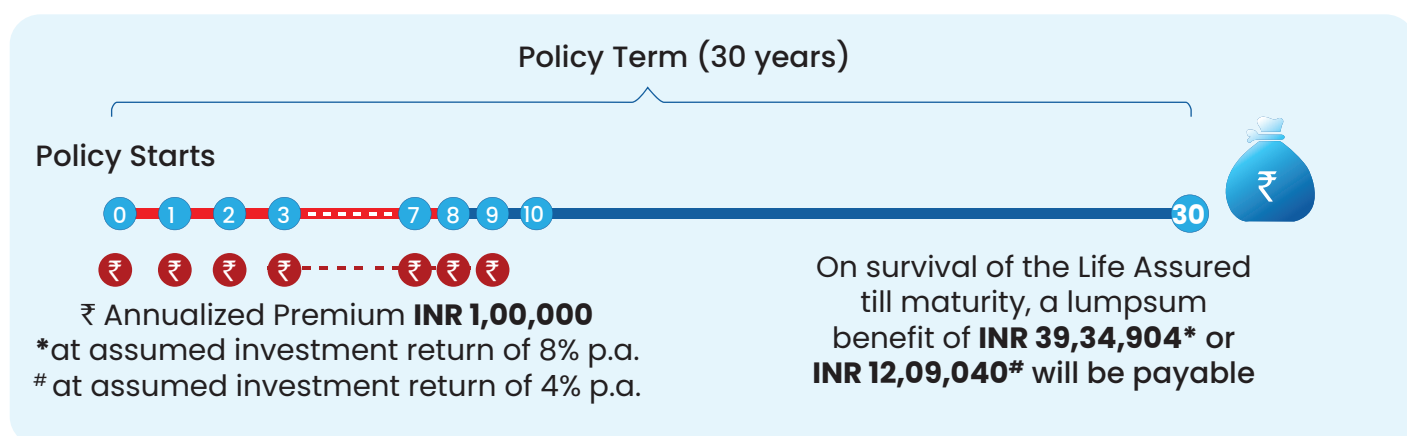 Policy Term (30 years)
Policy Starts
₹
0 1 2 3 7 8 9 10 30
₹ ₹ ₹ ₹ ₹ ₹ ₹
₹ Annualized Premium INR 1,00,000
*at assumed investment return of 8% p.a.
# at assumed investment return of 4% p.a.
On survival of the Life Assured
till maturity, a lumpsum
benefit of INR 39,34,904* or
INR 12,09,040# will be payable